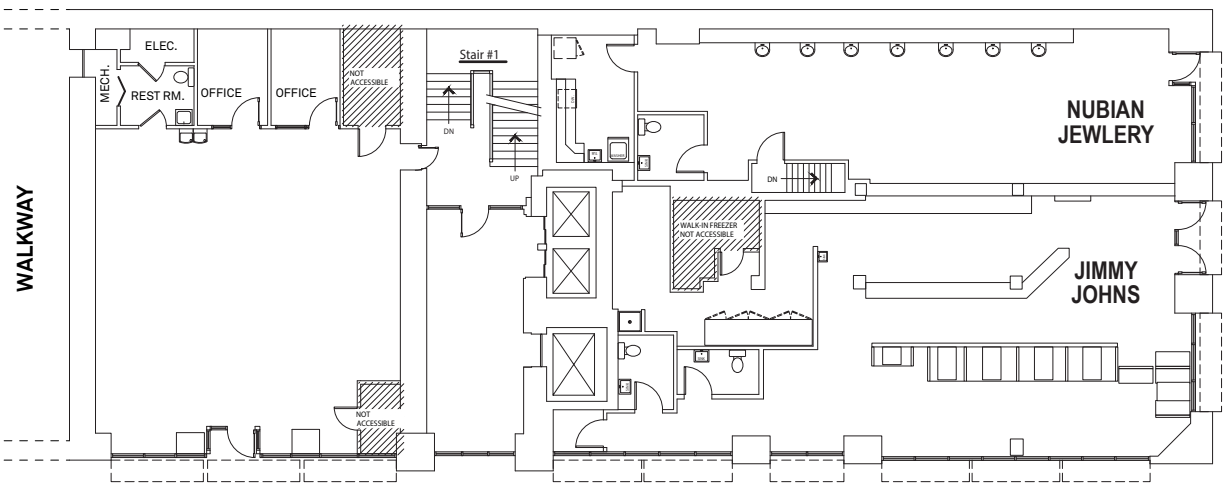 ELEC.
MECH.
REST RM.
OFFICE
OFFICE
NOT
ACCESSIBLE
Stair #1
DN
UP
NUBIAN
JEWLERY
DN
WALKWAY
WALK-IN FREEZER
NOT ACCESSIBLE
JIMMY
JOHNS
NOT
ACCESSIBLE